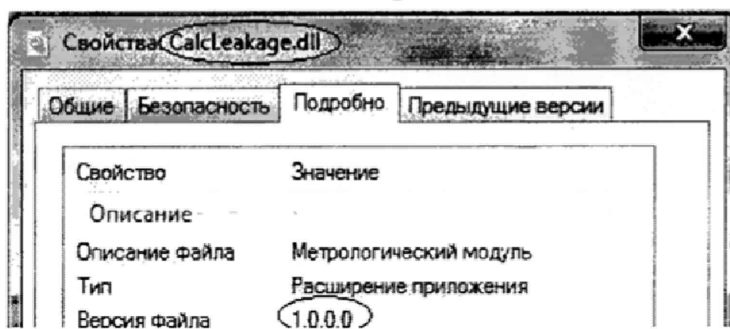 Свойства: CalcLeakage.dll
Общие Безопасность Подробно Предыдущие версии
Свойство Значение
Описание
Описание файла Метрологический модуль
Тип Расширение приложения
Версия файла 1.0.0.0